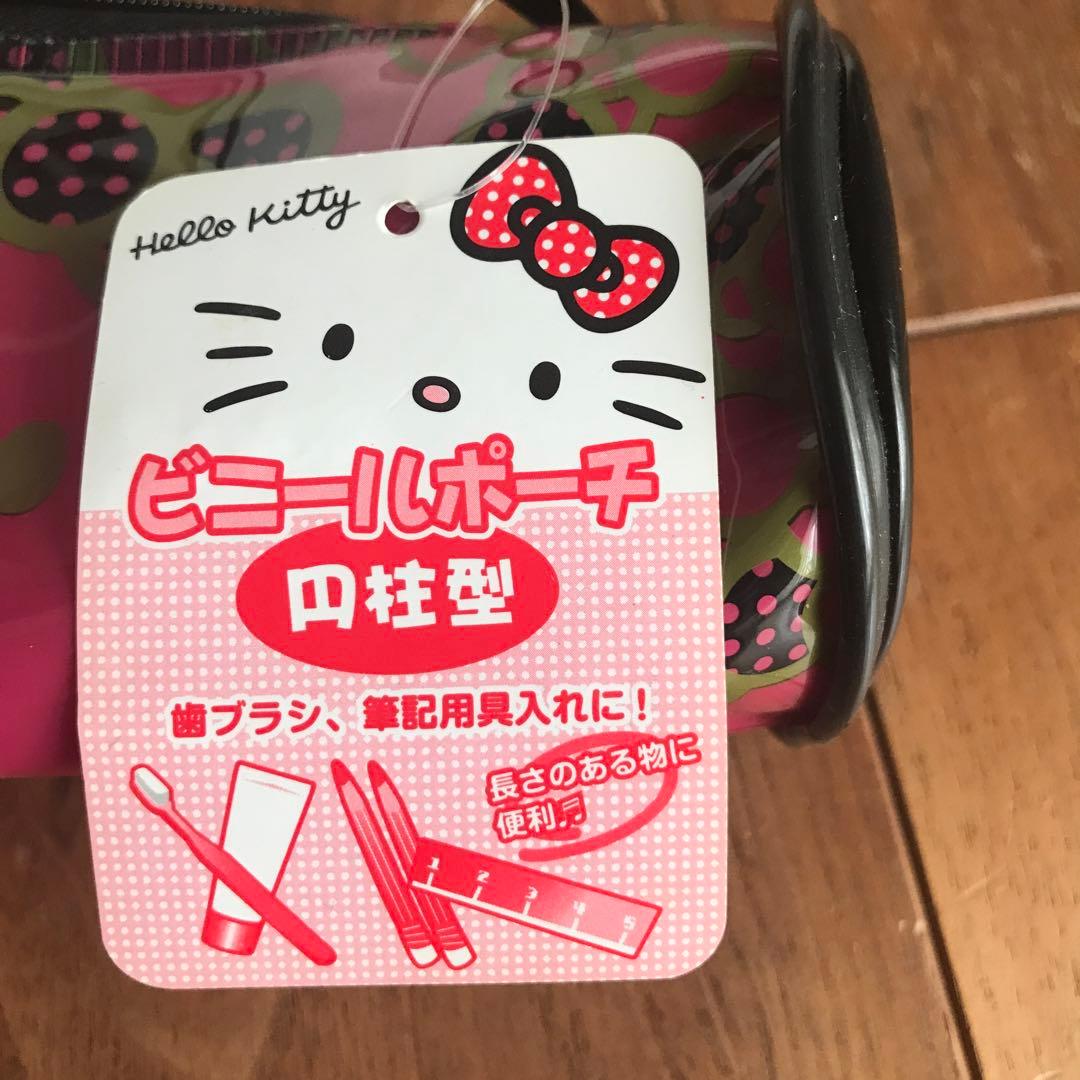 Hello Kitty
ビニールポーチ
円柱型
歯ブラシ、筆記用具入れに！
長さのある物に
便利♬
1 2 3 4 5